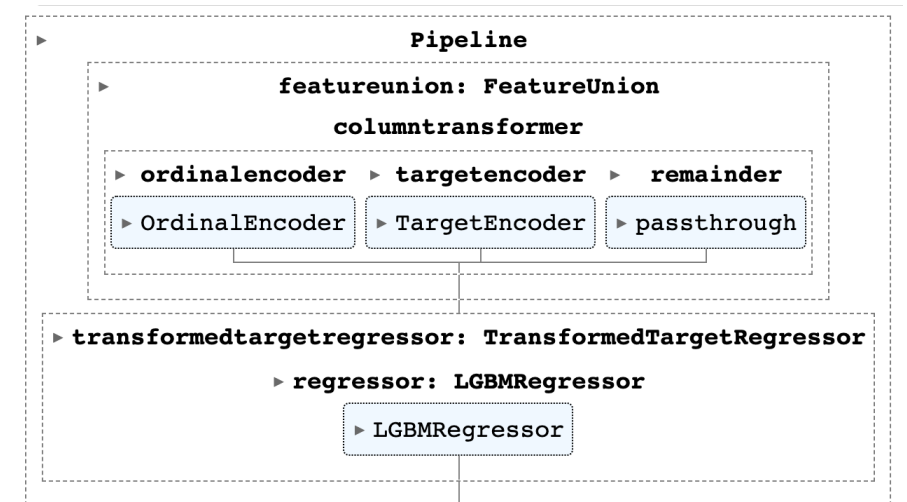 Pipeline
featureunion: FeatureUnion
columntransformer
ordinalencoder targetencoder remainder
OrdinalEncoder TargetEncoder passthrough
transformedtargetregressor: TransformedTargetRegressor
regressor: LGBMRegressor
LGBMRegressor